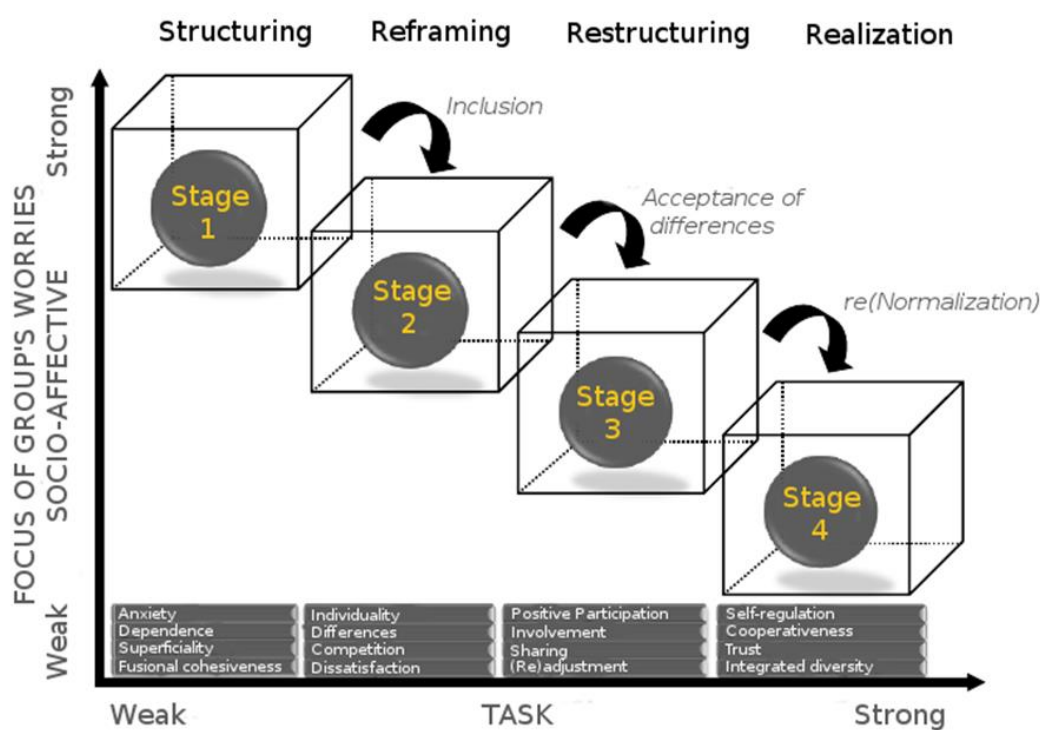 Structuring Reframing Restructuring Realization
Strong
Inclusion
Stage
1
Acceptance of
differences
Stage
2
re(Normalization)
Stage
3
Stage
4
FOCUS OF GROUP'S WORRIES
SOCIO-AFFECTIVE
Weak
Anxiety
Dependence
Superficiality
Fusional cohesiveness
Individuality
Differences
Competition
Dissatisfaction
Positive Participation
Involvement
Sharing
(Re)adjustment
Self-regulation
Cooperativeness
Trust
Integrated diversity
Weak TASK Strong